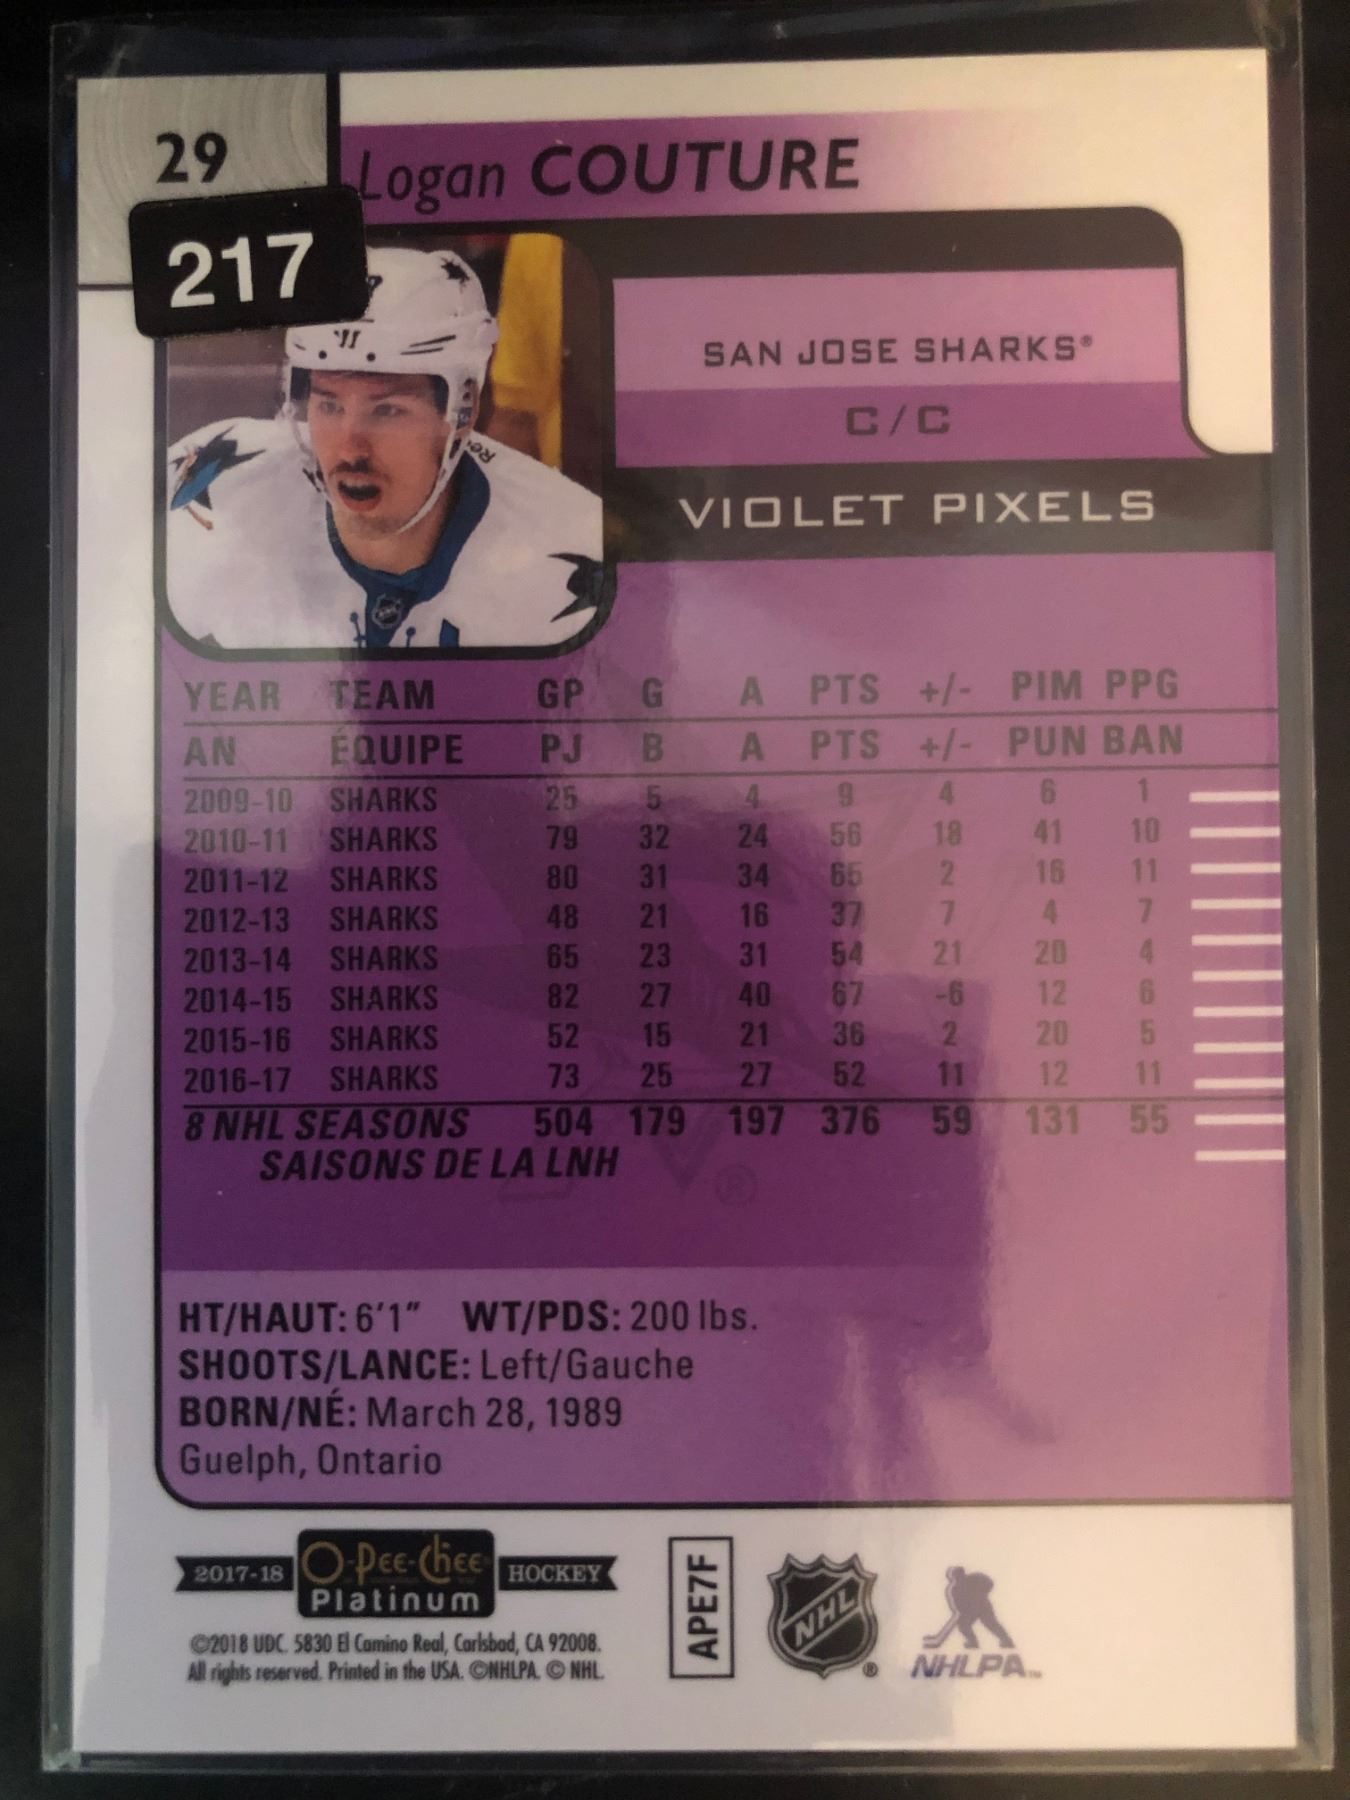 29
217
Logan COUTURE
SAN JOSE SHARKS®
C/C
VIOLET PIXELS
YEAR TEAM GP G A PTS +/- PIM PPG
AN ÉQUIPE PJ B A PTS +/- PUN BAN
2009-10 SHARKS 25 5 4 9 4 6 1
2010-11 SHARKS 79 32 24 56 18 41 10
2011-12 SHARKS 80 31 34 65 2 16 11
2012-13 SHARKS 48 21 16 37 7 4 7
2013-14 SHARKS 65 23 31 54 21 20 4
2014-15 SHARKS 82 27 40 67 -6 12 6
2015-16 SHARKS 52 15 21 36 2 20 5
2016-17 SHARKS 73 25 27 52 11 12 11
8 NHL SEASONS 504 179 197 376 59 131 55
SAISONS DE LA LNH
®
HT/HAUT: 6'1" WT/PDS: 200 lbs.
SHOOTS/LANCE: Left/Gauche
BORN/NÉ: March 28, 1989
Guelph, Ontario
2017-18 O-Pee-Chee Platinum HOCKEY
©2018 UDC. 5830 El Camino Real, Carlsbad, CA 92008.
All rights reserved. Printed in the USA. ©NHLPA. © NHL.
APE7F
NHL®
NHLPA™